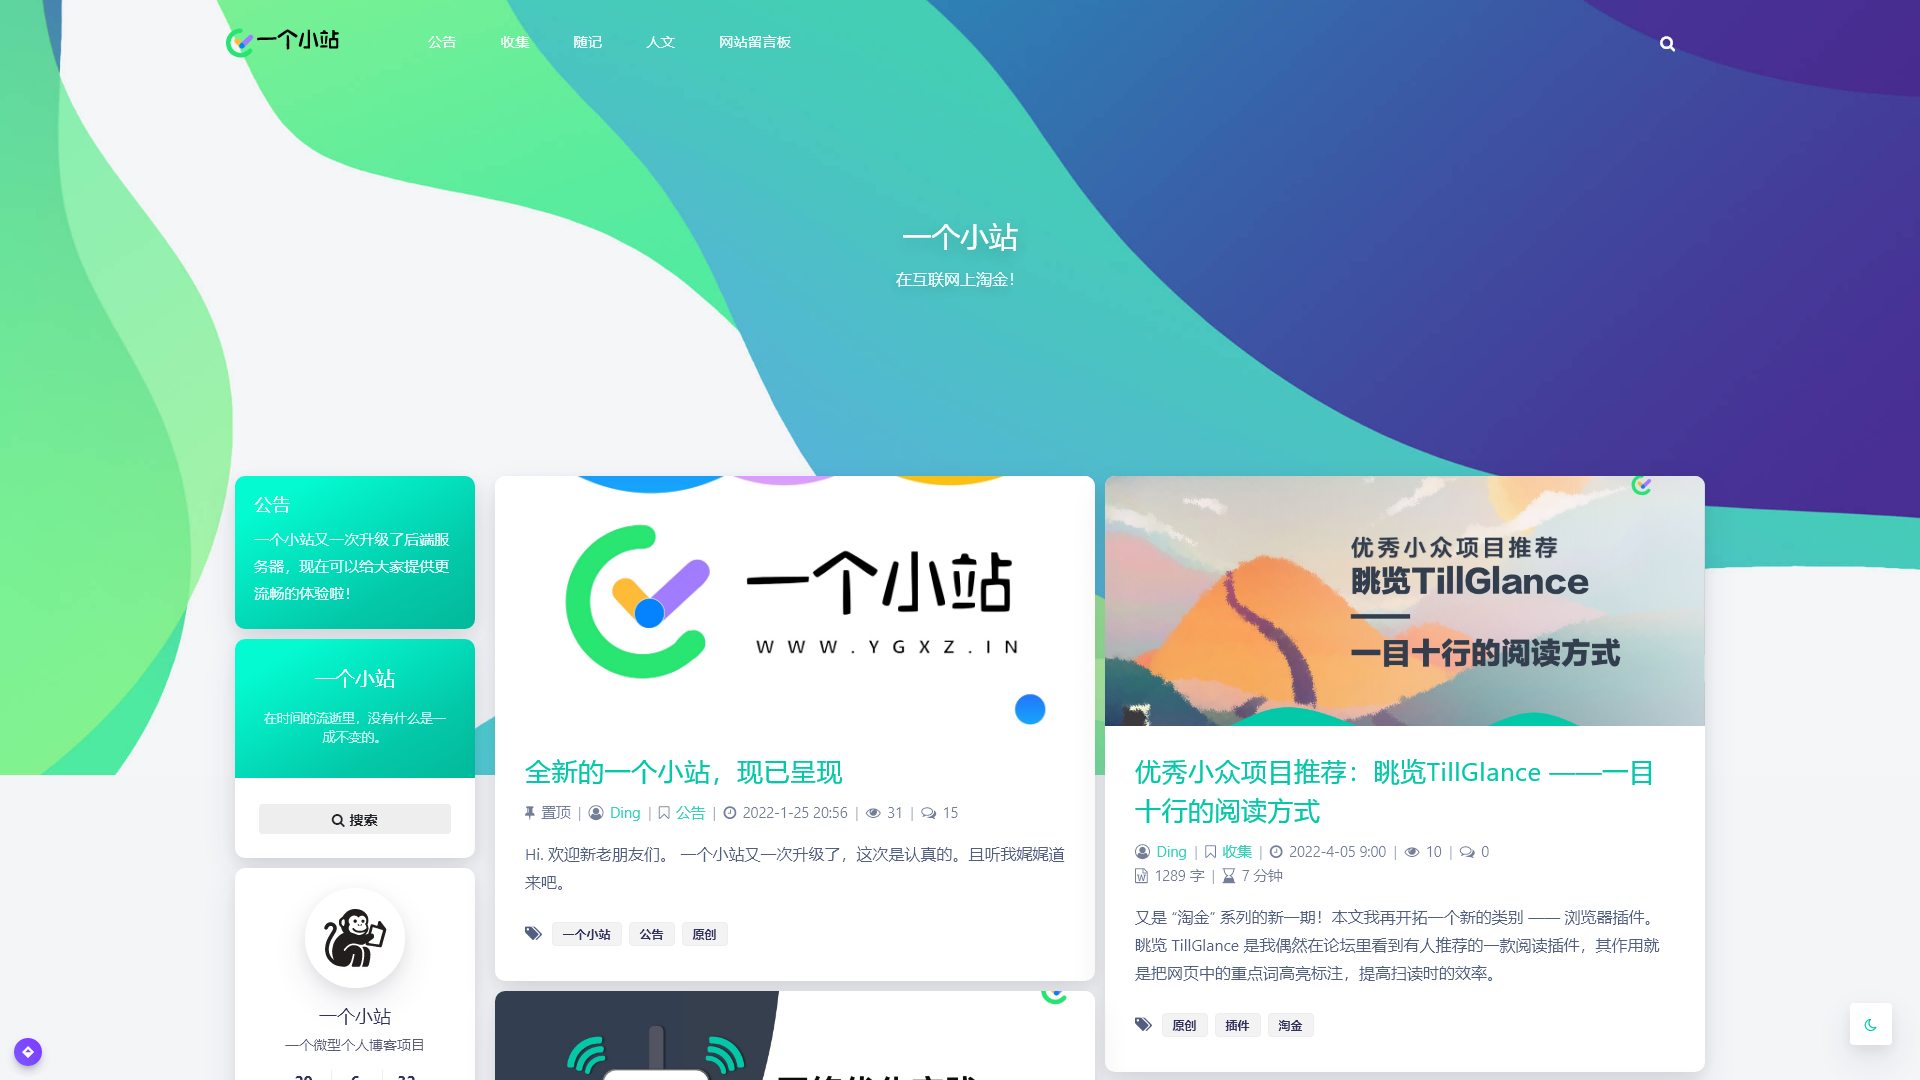 一个小站
公告
收集
随记
人文
网站留言板
一个小站
在互联网上淘金！
公告
一个小站又一次升级了后端服
务器，现在可以给大家提供更
流畅的体验啦！
一个小站
在时间的流逝里，没有什么是一
成不变的。
搜索
一个小站
一个微型个人博客项目
一个小站
WWW.YGXZ.IN
全新的一个小站，现已呈现
置顶 | Ding | 公告 | 2022-1-25 20:56 | 31 | 15
Hi. 欢迎新老朋友们。 一个小站又一次升级了，这次是认真的。且听我娓娓道
来吧。
一个小站 公告 原创
优秀小众项目推荐
眺览TillGlance
一目十行的阅读方式
优秀小众项目推荐：眺览TillGlance ——一目
十行的阅读方式
Ding | 收集 | 2022-4-05 9:00 | 10 | 0
1289 字 | 7 分钟
又是 “淘金” 系列的新一期！本文我再开拓一个新的类别 —— 浏览器插件。
眺览 TillGlance 是我偶然在论坛里看到有人推荐的一款阅读插件，其作用就
是把网页中的重点词高亮标注，提高扫读时的效率。
原创 插件 淘金